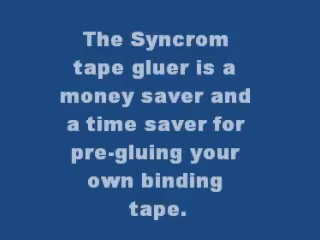 The Syncrom
tape gluer is a
money saver and
a time saver for
pre-gluing your
own binding
tape.